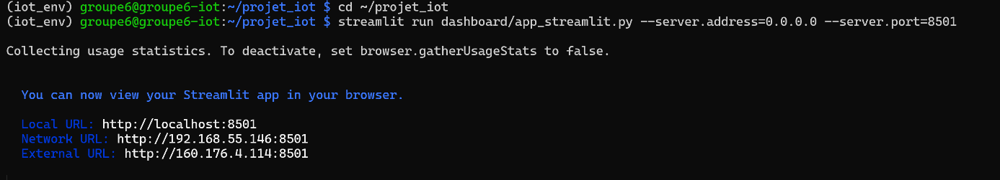 (iot_env) groupe6@groupe6-iot:~/projet_iot $ cd ~/projet_iot
(iot_env) groupe6@groupe6-iot:~/projet_iot $ streamlit run dashboard/app_streamlit.py --server.address=0.0.0.0 --server.port=8501
Collecting usage statistics. To deactivate, set browser.gatherUsageStats to false.
You can now view your Streamlit app in your browser.
Local URL: http://localhost:8501
Network URL: http://192.168.55.146:8501
External URL: http://160.176.4.114:8501